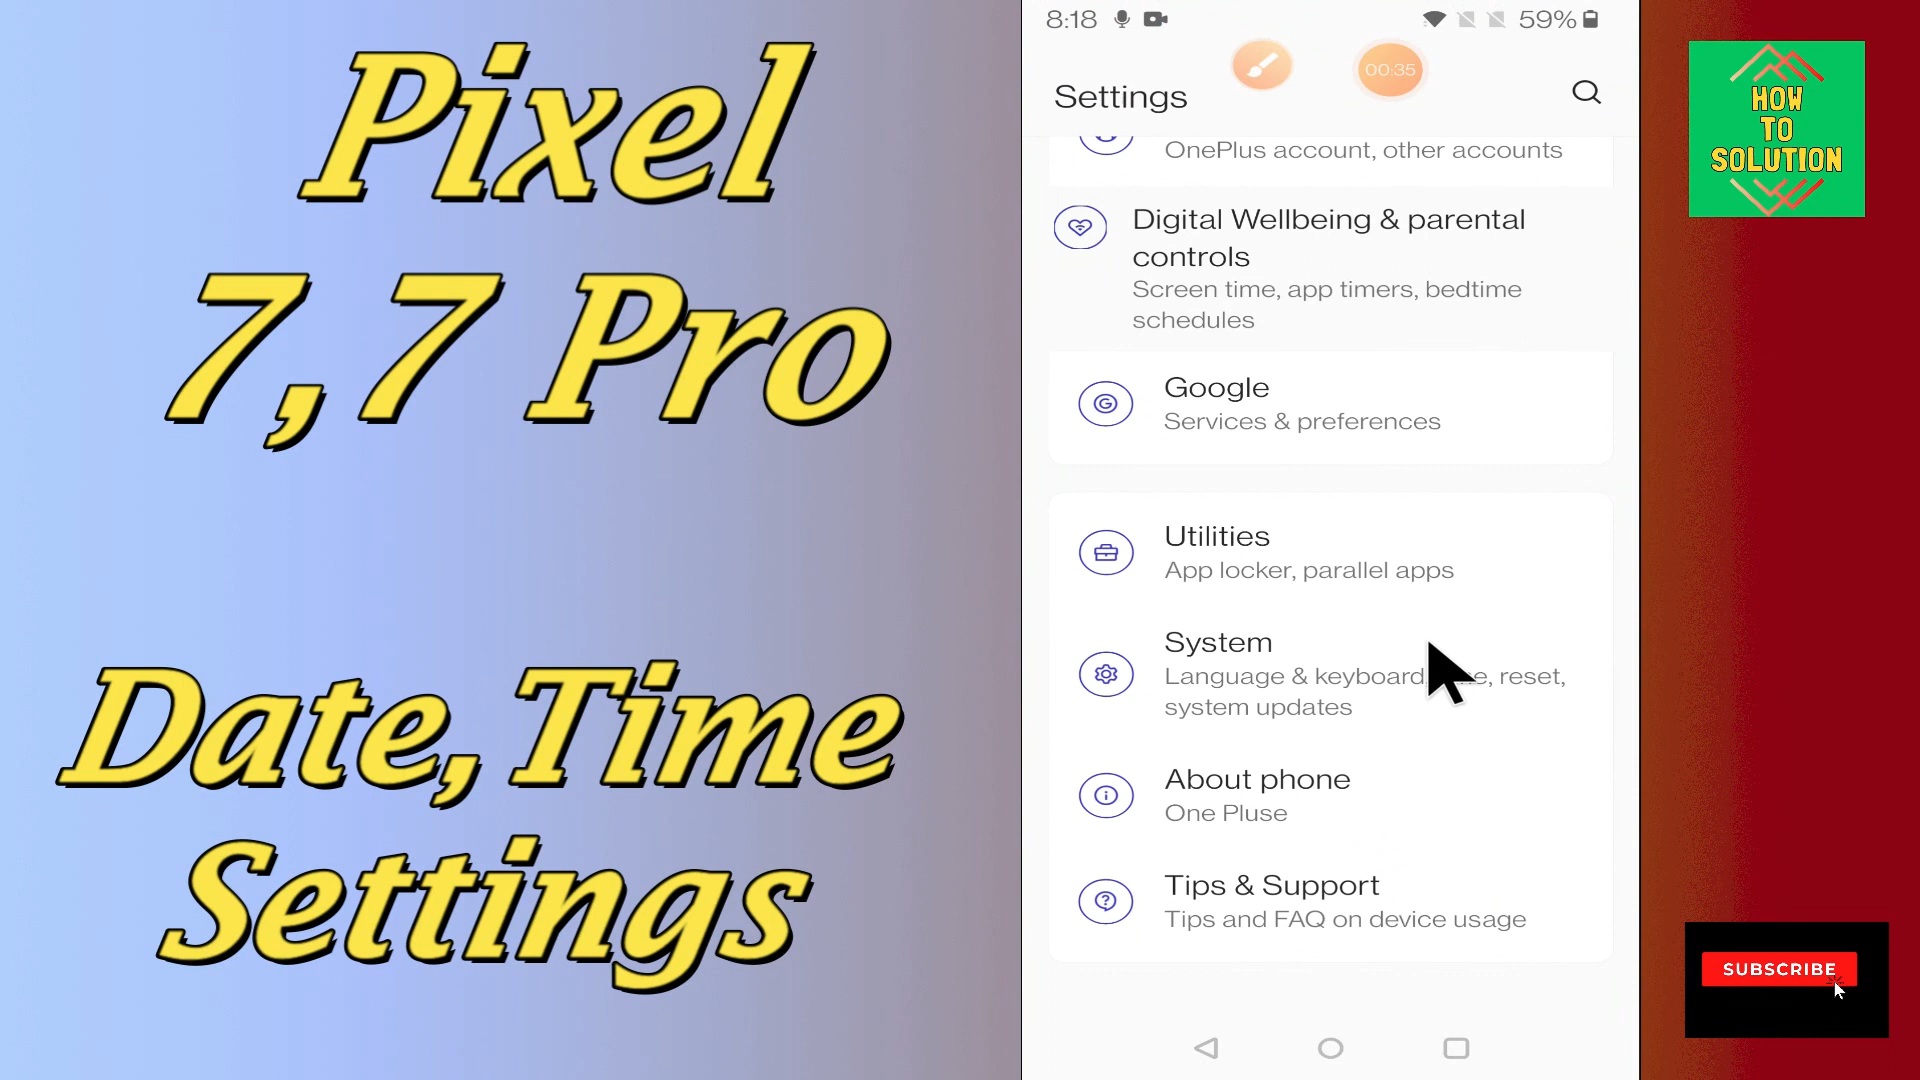 Pixel
7,7 Pro
Date,Time
Settings
8:18
59%
00:35
Settings
OnePlus account, other accounts
Digital Wellbeing & parental
controls
Screen time, app timers, bedtime
schedules
Google
Services & preferences
Utilities
App locker, parallel apps
System
Language & keyboard, reset,
system updates
About phone
One Pluse
Tips & Support
Tips and FAQ on device usage
HOW
TO
SOLUTION
SUBSCRIBE